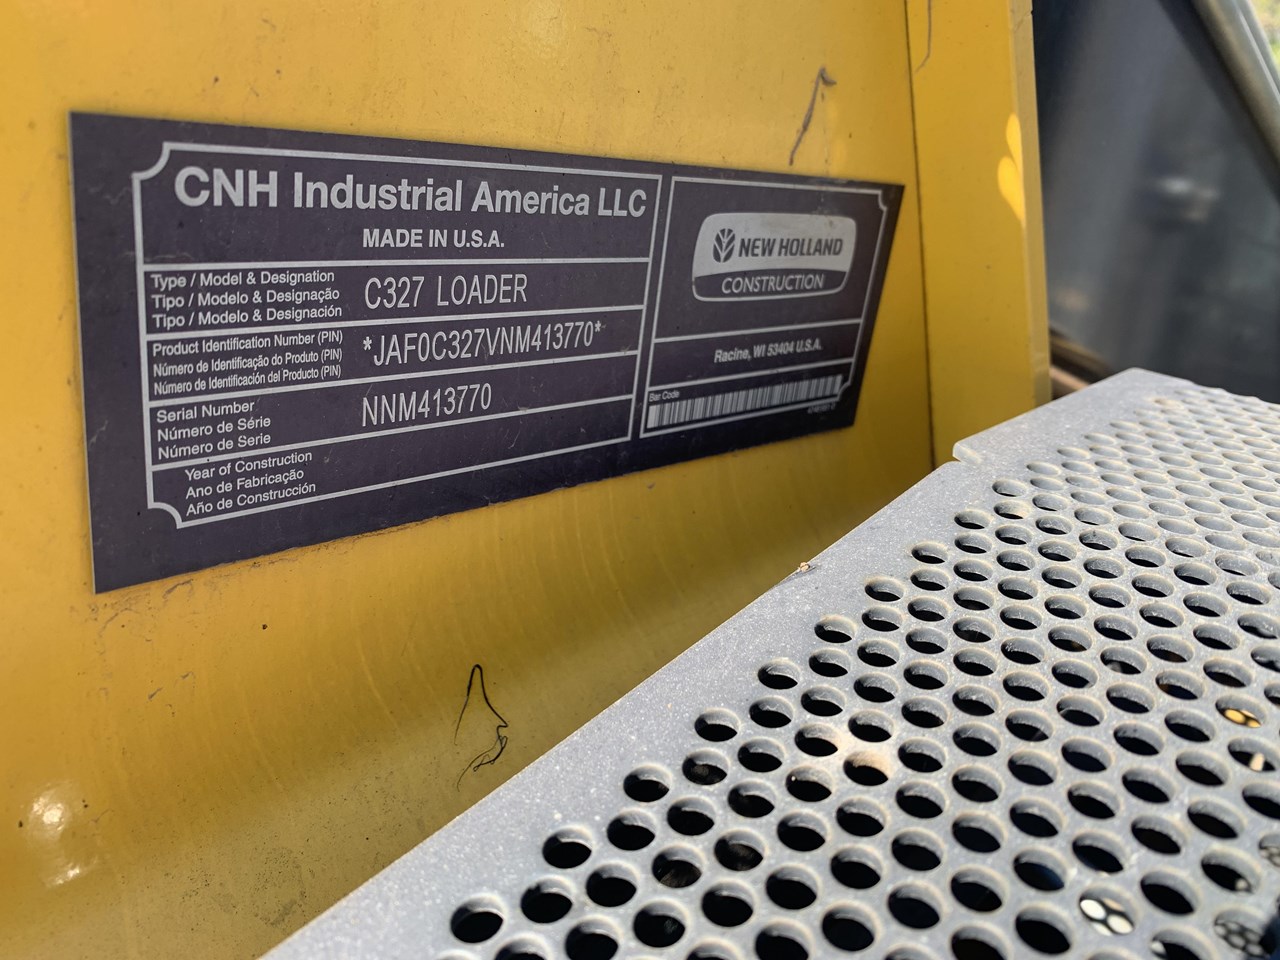 CNH Industrial America LLC
MADE IN U.S.A.
Type / Model & Designation
Tipo / Modelo & Designação
Tipo / Modelo & Designación
C327 LOADER
Product Identification Number (PIN)
Número de Identificação do Produto (PIN)
Número de Identificación del Producto (PIN)
*JAF0C327VNM413770*
Serial Number
Número de Série
Número de Serie
NNM413770
Year of Construction
Ano de Fabricação
Año de Construcción
NEW HOLLAND
CONSTRUCTION
Racine, WI 53404 U.S.A.
Bar Code